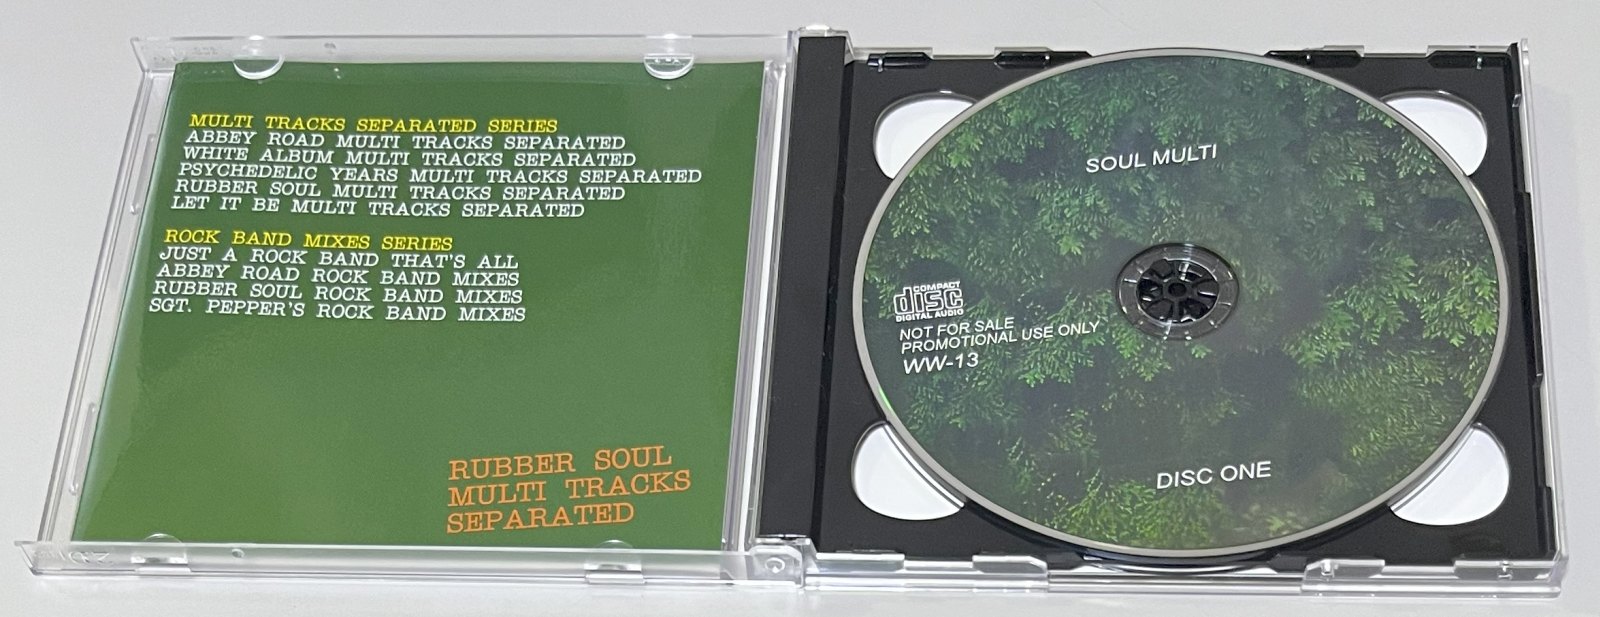 MULTI TRACKS SEPARATED SERIES
ABBEY ROAD MULTI TRACKS SEPARATED
WHITE ALBUM MULTI TRACKS SEPARATED
PSYCHEDELIC YEARS MULTI TRACKS SEPARATED
RUBBER SOUL MULTI TRACKS SEPARATED
LET IT BE MULTI TRACKS SEPARATED
ROCK BAND MIXES SERIES
JUST A ROCK BAND THAT'S ALL
ABBEY ROAD ROCK BAND MIXES
RUBBER SOUL ROCK BAND MIXES
SGT. PEPPER'S ROCK BAND MIXES
RUBBER SOUL
MULTI TRACKS
SEPARATED
SOUL MULTI
COMPACT
disc
DIGITAL AUDIO
NOT FOR SALE
PROMOTIONAL USE ONLY
WW-13
DISC ONE